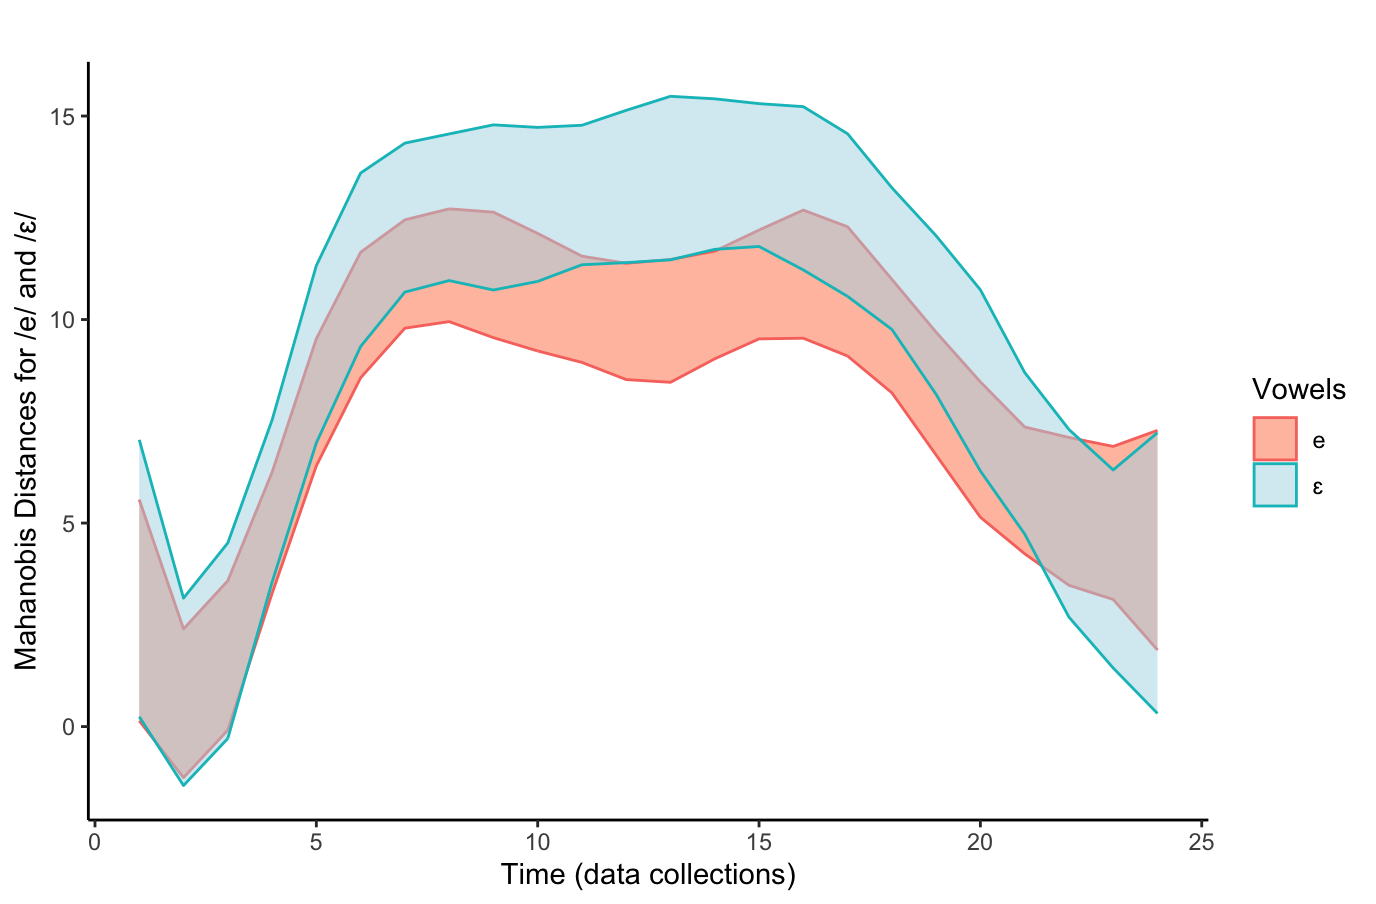 Mahanobis Distances for /e/ and /ε/
15
10
5
0
0 5 10 15 20 25
Time (data collections)
Vowels
e
ε